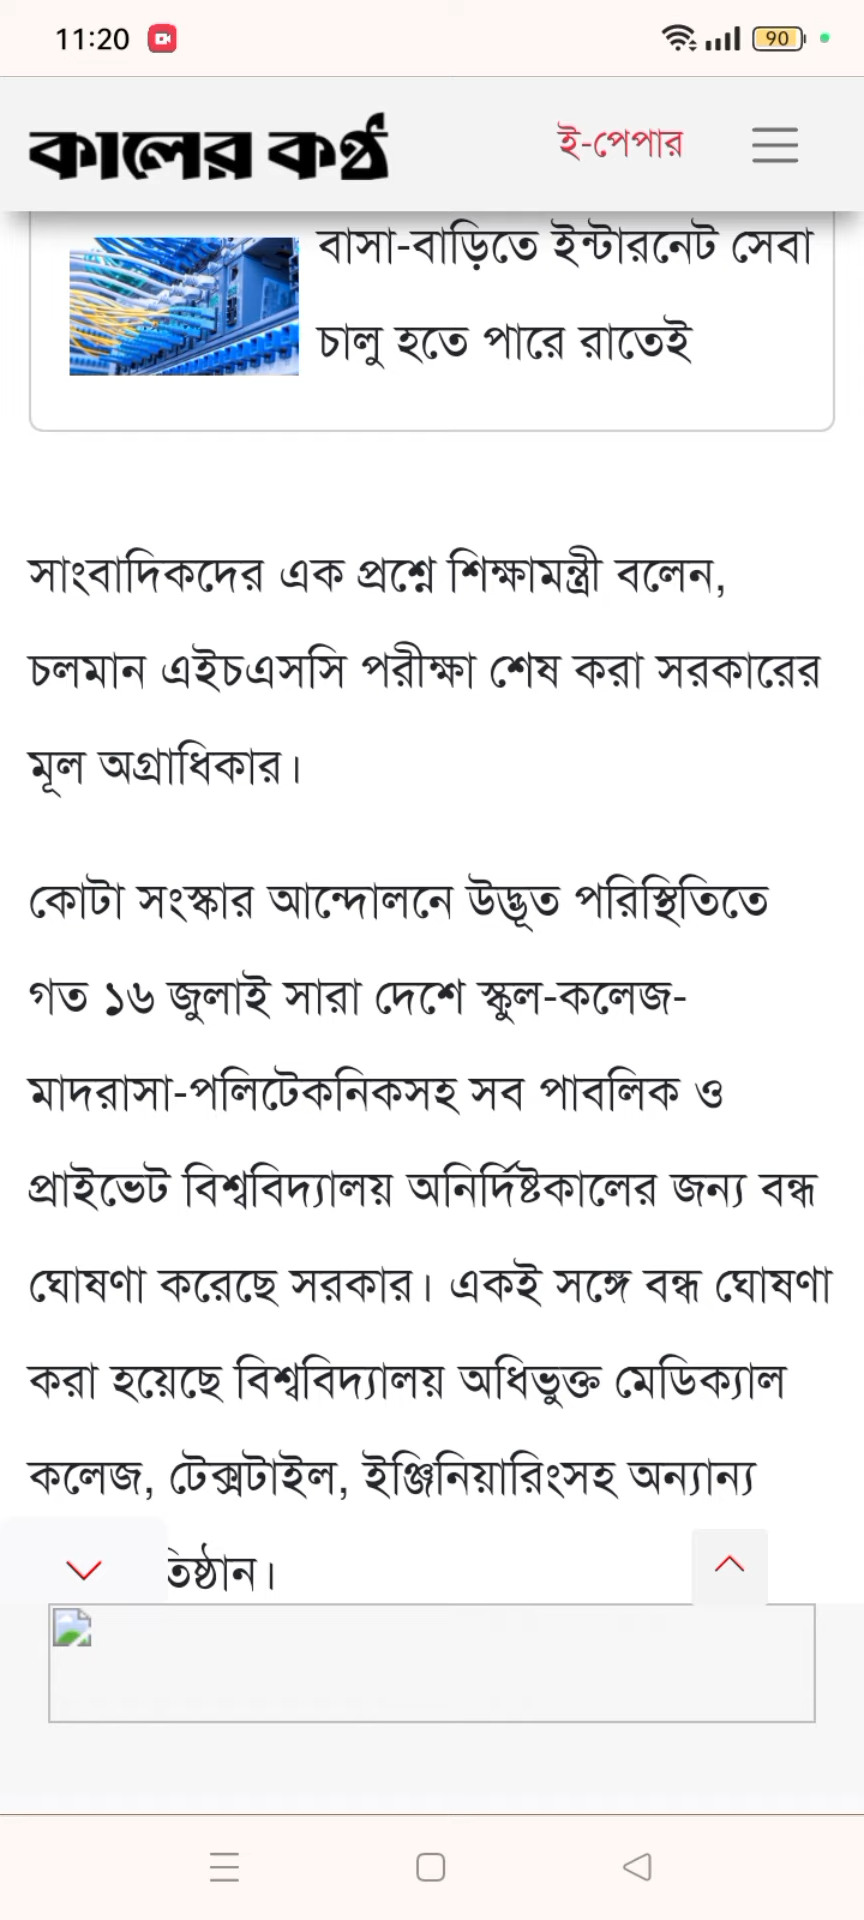 11:20
90
কালের কণ্ঠ
ই-পেপার
বাসা-বাড়িতে ইন্টারনেট সেবা
চালু হতে পারে রাতেই
সাংবাদিকদের এক প্রশ্নে শিক্ষামন্ত্রী বলেন,
চলমান এইচএসসি পরীক্ষা শেষ করা সরকারের
মূল অগ্রাধিকার।
কোটা সংস্কার আন্দোলনে উদ্ভূত পরিস্থিতিতে
গত ১৬ জুলাই সারা দেশে স্কুল-কলেজ-
মাদরাসা-পলিটেকনিকসহ সব পাবলিক ও
প্রাইভেট বিশ্ববিদ্যালয় অনির্দিষ্টকালের জন্য বন্ধ
ঘোষণা করেছে সরকার। একই সঙ্গে বন্ধ ঘোষণা
করা হয়েছে বিশ্ববিদ্যালয় অধিভুক্ত মেডিক্যাল
কলেজ, টেক্সটাইল, ইঞ্জিনিয়ারিংসহ অন্যান্য
তিষ্ঠান।